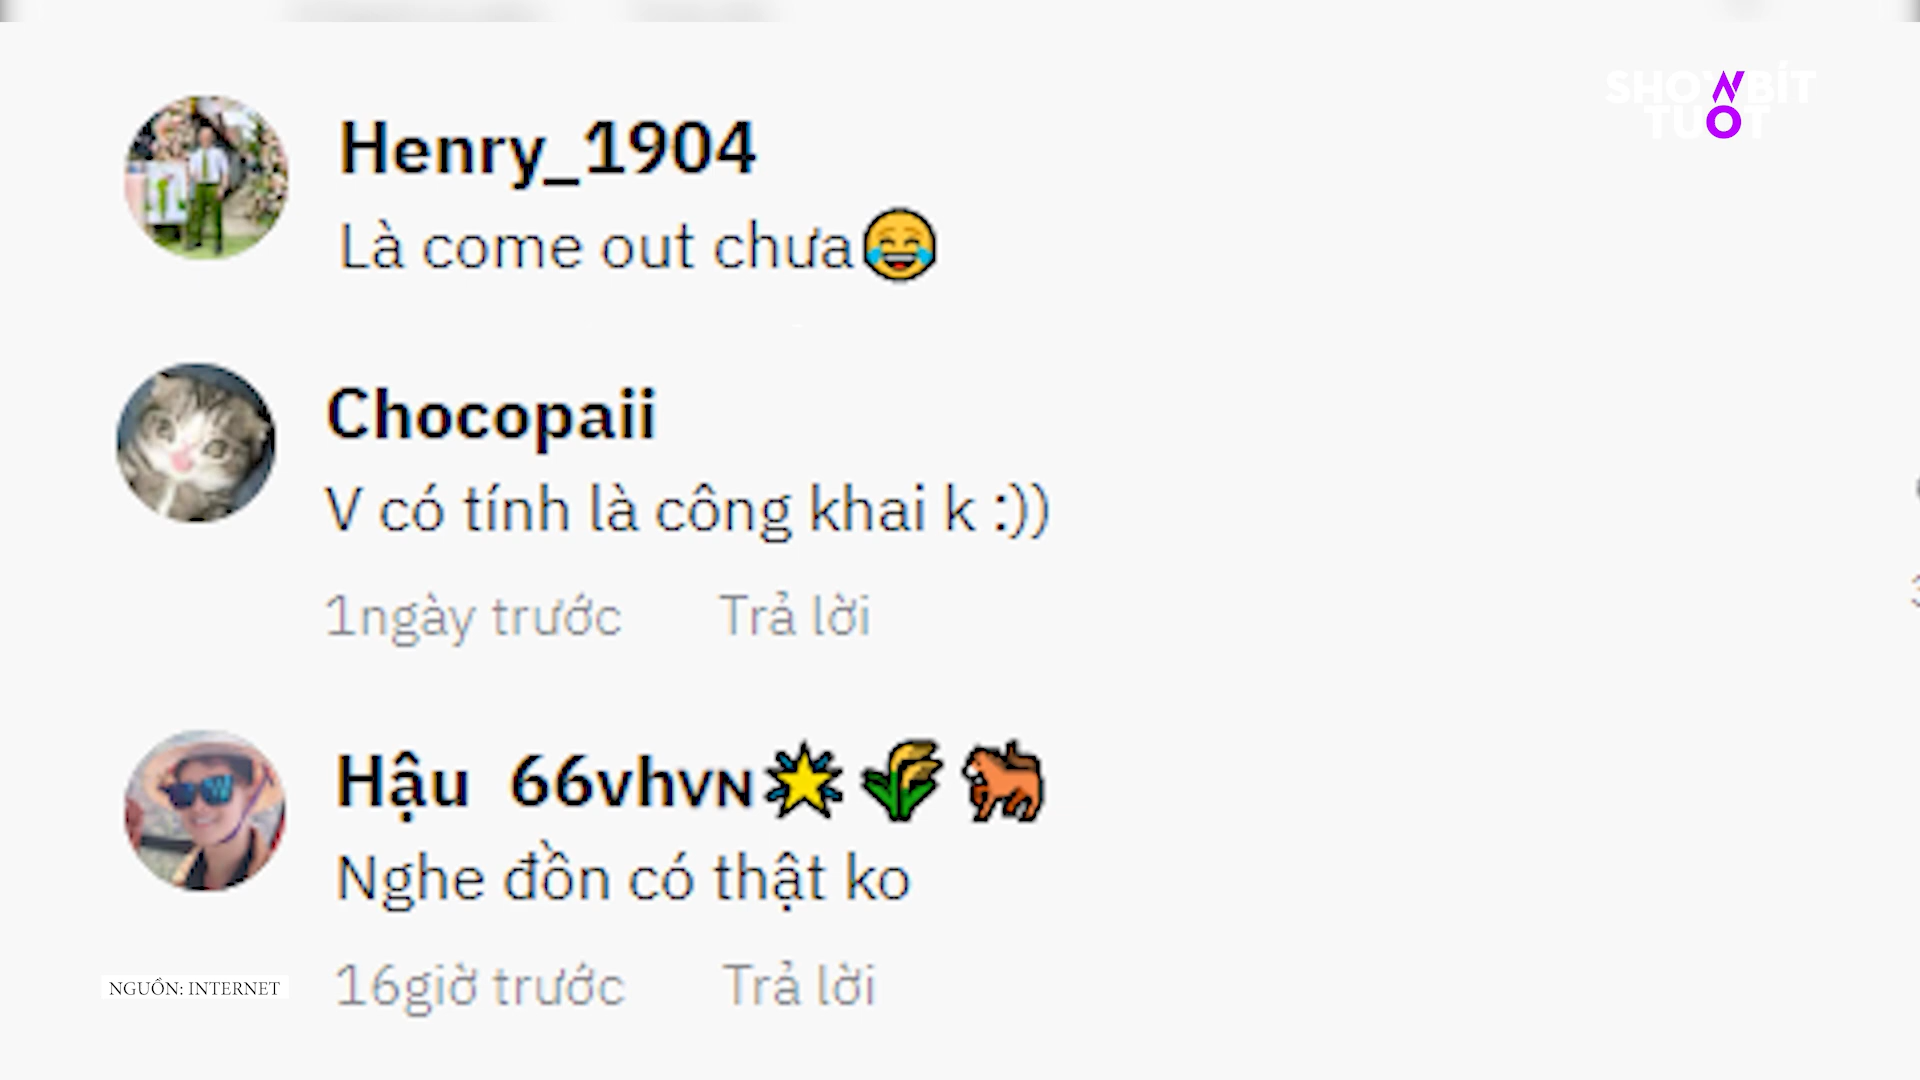 SHOWBIT
TUOT
Henry_1904
Là come out chưa😂
Chocopaii
V có tính là công khai k :))
1ngày trước Trả lời
Hậu 66vhvɴ🌟🌾🐅
Nghe đồn có thật ko
16giờ trước Trả lời
NGUỒN: INTERNET